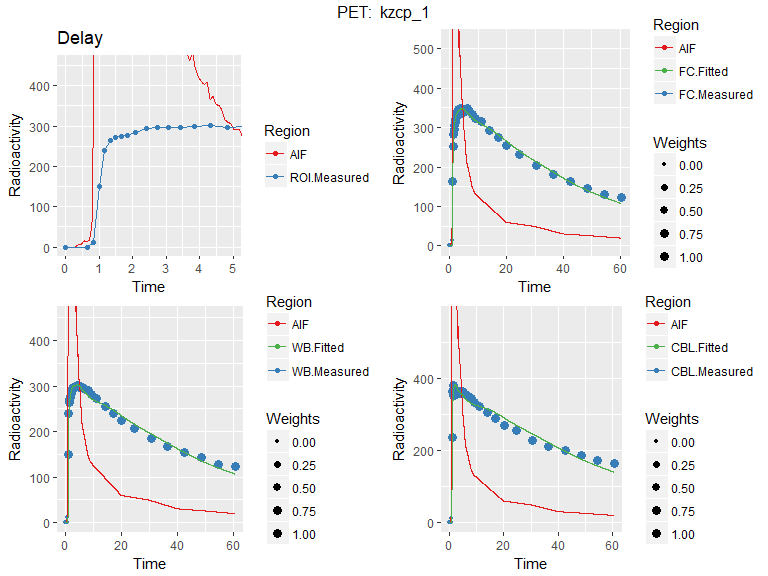 PET: kzcp_1
Delay
Radioactivity
400
300
200
100
0
0 1 2 3 4 5
Time
Region
AIF
ROI.Measured
Radioactivity
500
400
300
200
100
0
0 20 40 60
Time
Region
AIF
FC.Fitted
FC.Measured
Weights
0.00
0.25
0.50
0.75
1.00
Radioactivity
400
300
200
100
0
0 20 40 60
Time
Region
AIF
WB.Fitted
WB.Measured
Weights
0.00
0.25
0.50
0.75
1.00
Radioactivity
400
200
0
0 20 40 60
Time
Region
AIF
CBL.Fitted
CBL.Measured
Weights
0.00
0.25
0.50
0.75
1.00